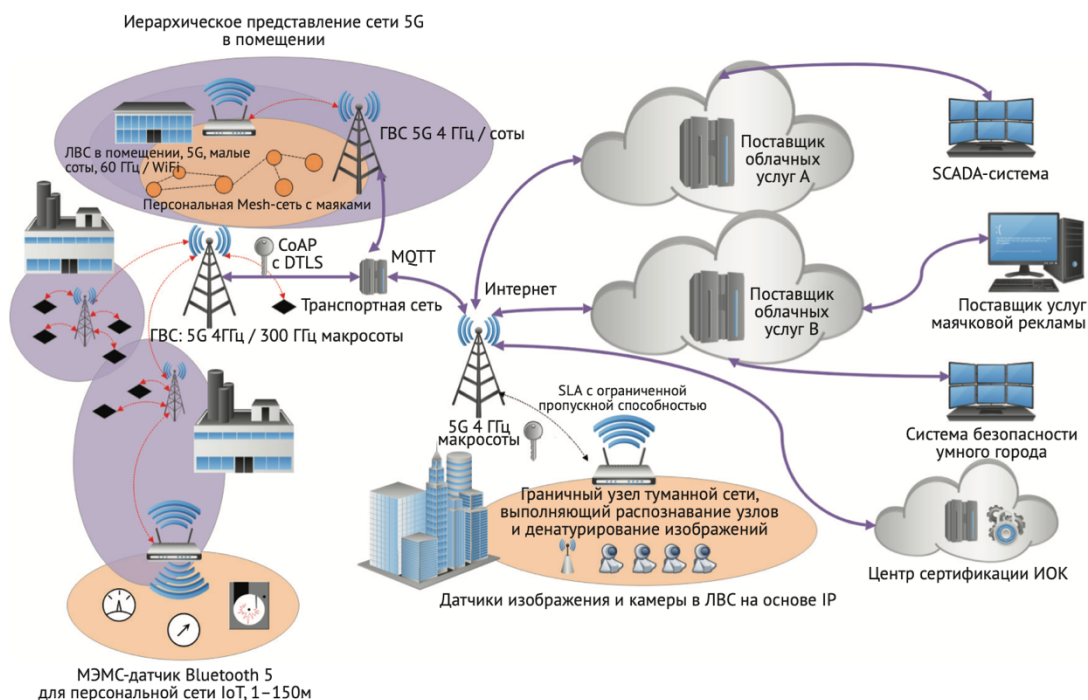 Иерархическое представление сети 5G
в помещении
ГВС 5G 4 ГГц / соты
ЛВС в помещении, 5G, малые
соты, 60 ГГц / WiFi
Персональная Mesh-сеть с маяками
Поставщик
облачных
услуг A
SCADA-система
CoAP
с DTLS
MQTT
Транспортная сеть
ГВС: 5G 4ГГц / 300 ГГц макросоты
Интернет
Поставщик
облачных
услуг B
Поставщик услуг
маячковой рекламы
SLA с ограниченной
пропускной способностью
5G 4 ГГц
макросоты
Система безопасности
умного города
Граничный узел туманной сети,
выполняющий распознавание узлов
и денатурирование изображений
Центр сертификации ИОК
Датчики изображения и камеры в ЛВС на основе IP
МЭМС-датчик Bluetooth 5
для персональной сети IoT, 1–150м